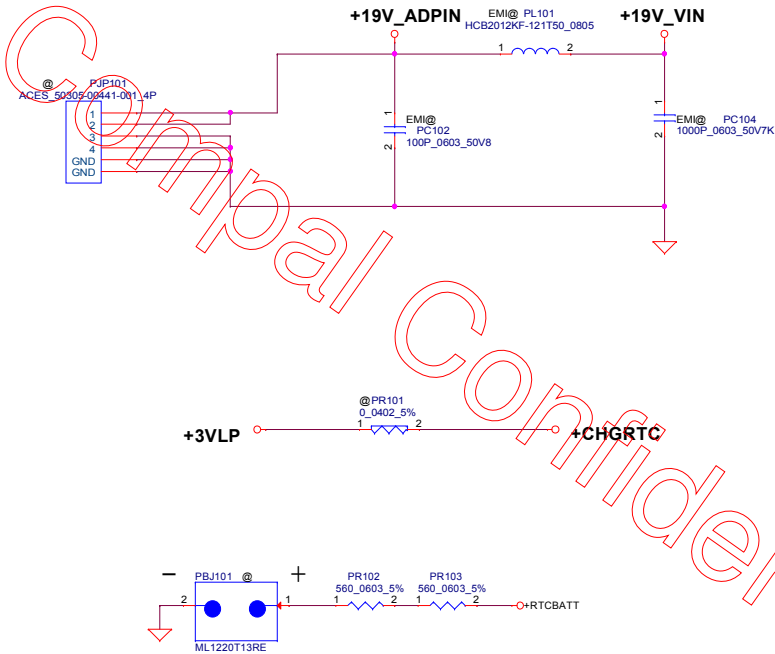 +19V_ADPIN
EMI@ PL101
HCB2012KF-121T50_0805
+19V_VIN
1 2
@ PJP101
ACES_50305-00441-001_4P
1
2
3
4
GND
GND
1
EMI@
PC102
2
100P_0603_50V8
1
EMI@ PC104
2
1000P_0603_50V7K
@PR101
0_0402_5%
+3VLP
1 2
+CHGRTC
− +
PBJ101 @
PR102
560_0603_5%
PR103
560_0603_5%
2 1
1 2
1 2
+RTCBATT
ML1220T13RE
Compal Confiden